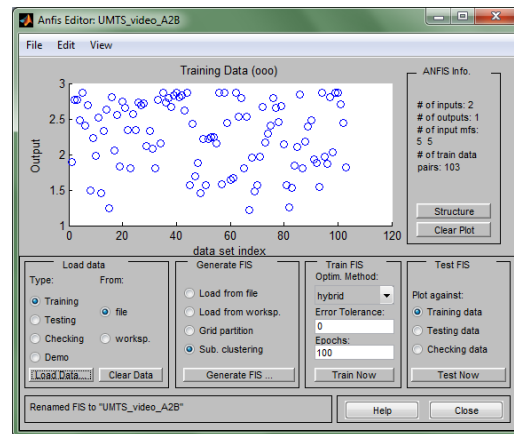 Anfis Editor: UMTS_video_A2B
File Edit View
Training Data (ooo)
3
2.5
2
1.5
1
Output
0 20 40 60 80 100 120
data set index
ANFIS Info.
# of inputs: 2
# of outputs: 1
# of input mfs:
5 5
# of train data
pairs: 103
Structure
Clear Plot
Load data
Type: From:
Training
Testing
Checking
Demo
file
worksp.
Load Data...
Clear Data
Generate FIS
Load from file
Load from worksp.
Grid partition
Sub. clustering
Generate FIS ...
Train FIS
Optim. Method:
hybrid
Error Tolerance:
0
Epochs:
100
Train Now
Test FIS
Plot against:
Training data
Testing data
Checking data
Test Now
Renamed FIS to "UMTS_video_A2B"
Help
Close